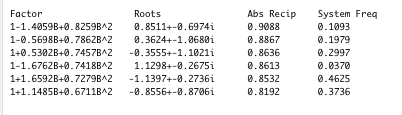 Factor Roots Abs Recip System Freq
1-1.4059B+0.8259B^2 0.8511+-0.6974i 0.9088 0.1093
1-0.5698B+0.7862B^2 0.3624+-1.0680i 0.8867 0.1979
1+0.5302B+0.7457B^2 -0.3555+-1.1021i 0.8636 0.2997
1-1.6762B+0.7418B^2 1.1298+-0.2675i 0.8613 0.0370
1+1.6592B+0.7279B^2 -1.1397+-0.2736i 0.8532 0.4625
1+1.1485B+0.6711B^2 -0.8556+-0.8706i 0.8192 0.3736